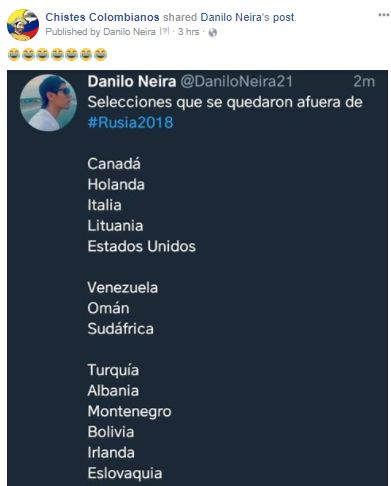 Chistes Colombianos shared Danilo Neira's post.
Published by Danilo Neira [?] · 3 hrs ·
😂😂😂😂😂😂😂
Danilo Neira @DaniloNeira21 2m
Selecciones que se quedaron afuera de
#Rusia2018
Canadá
Holanda
Italia
Lituania
Estados Unidos
Venezuela
Omán
Sudáfrica
Turquía
Albania
Montenegro
Bolivia
Irlanda
Eslovaquia